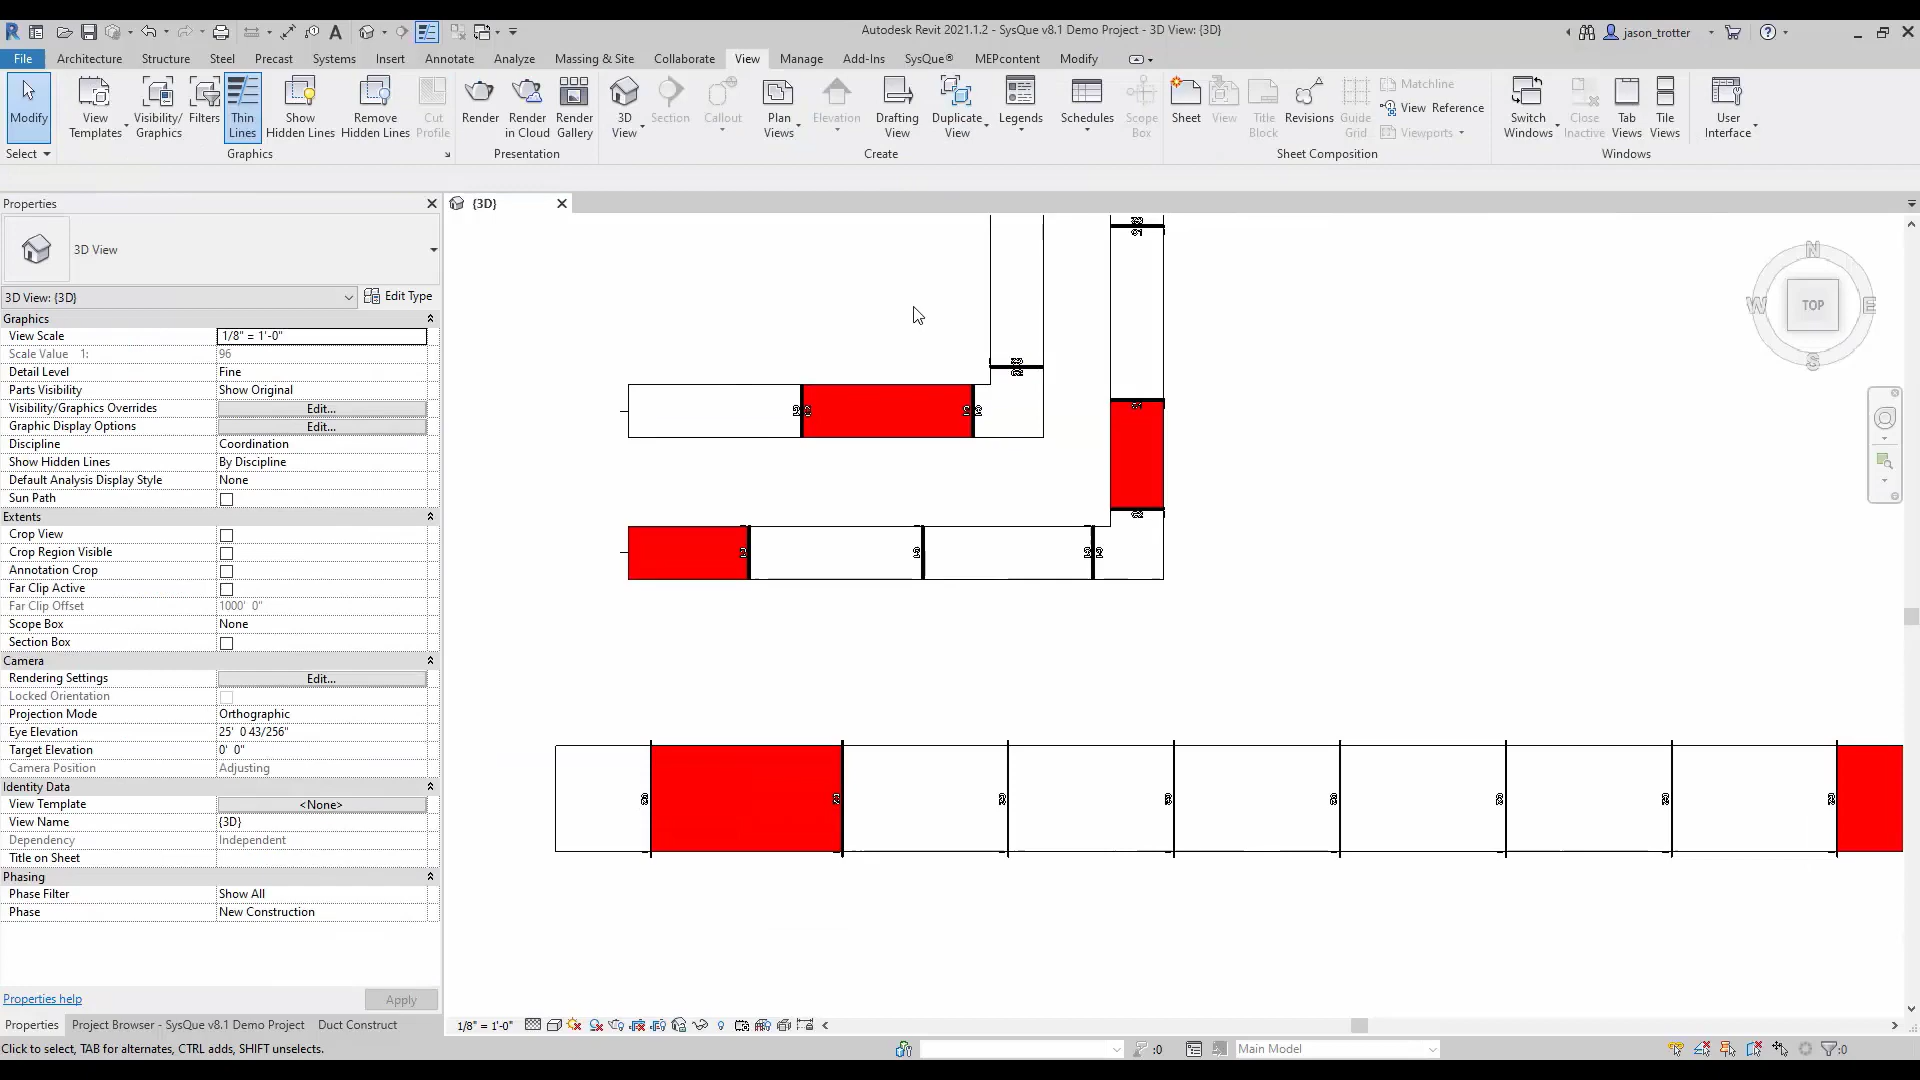 Autodesk Revit 2021.1.2 - SysQue v8.1 Demo Project - 3D View: {3D}
jason_trotter
File Architecture Structure Steel Precast Systems Insert Annotate Analyze Massing & Site Collaborate View Manage Add-Ins SysQue® MEPcontent Modify
Modify
View Templates
Visibility/ Graphics
Filters
Thin Lines
Show Hidden Lines
Remove Hidden Lines
Cut Profile
Render
Render in Cloud
Render Gallery
3D View
Section
Callout
Plan Views
Elevation
Drafting View
Duplicate View
Legends
Schedules
Scope Box
Sheet
View
Title Block
Revisions
Guide Grid
Matchline
View Reference
Viewports
Switch Windows
Close Inactive
Tab Views
Tile Views
User Interface
Select Graphics Presentation Create Sheet Composition Windows
Properties
{3D}
3D View
3D View: {3D} Edit Type
Graphics
View Scale 1/8" = 1'-0"
Scale Value 1: 96
Detail Level Fine
Parts Visibility Show Original
Visibility/Graphics Overrides Edit...
Graphic Display Options Edit...
Discipline Coordination
Show Hidden Lines By Discipline
Default Analysis Display Style None
Sun Path
Extents
Crop View
Crop Region Visible
Annotation Crop
Far Clip Active
Far Clip Offset 1000' 0"
Scope Box None
Section Box
Camera
Rendering Settings Edit...
Locked Orientation
Projection Mode Orthographic
Eye Elevation 25' 0 43/256"
Target Elevation 0' 0"
Camera Position Adjusting
Identity Data
View Template <None>
View Name {3D}
Dependency Independent
Title on Sheet
Phasing
Phase Filter Show All
Phase New Construction
Properties help Apply
Properties Project Browser - SysQue v8.1 Demo Project Duct Construct
N
W TOP E
S
1/8" = 1'-0"
Click to select, TAB for alternates, CTRL adds, SHIFT unselects.
:0
Main Model
:0